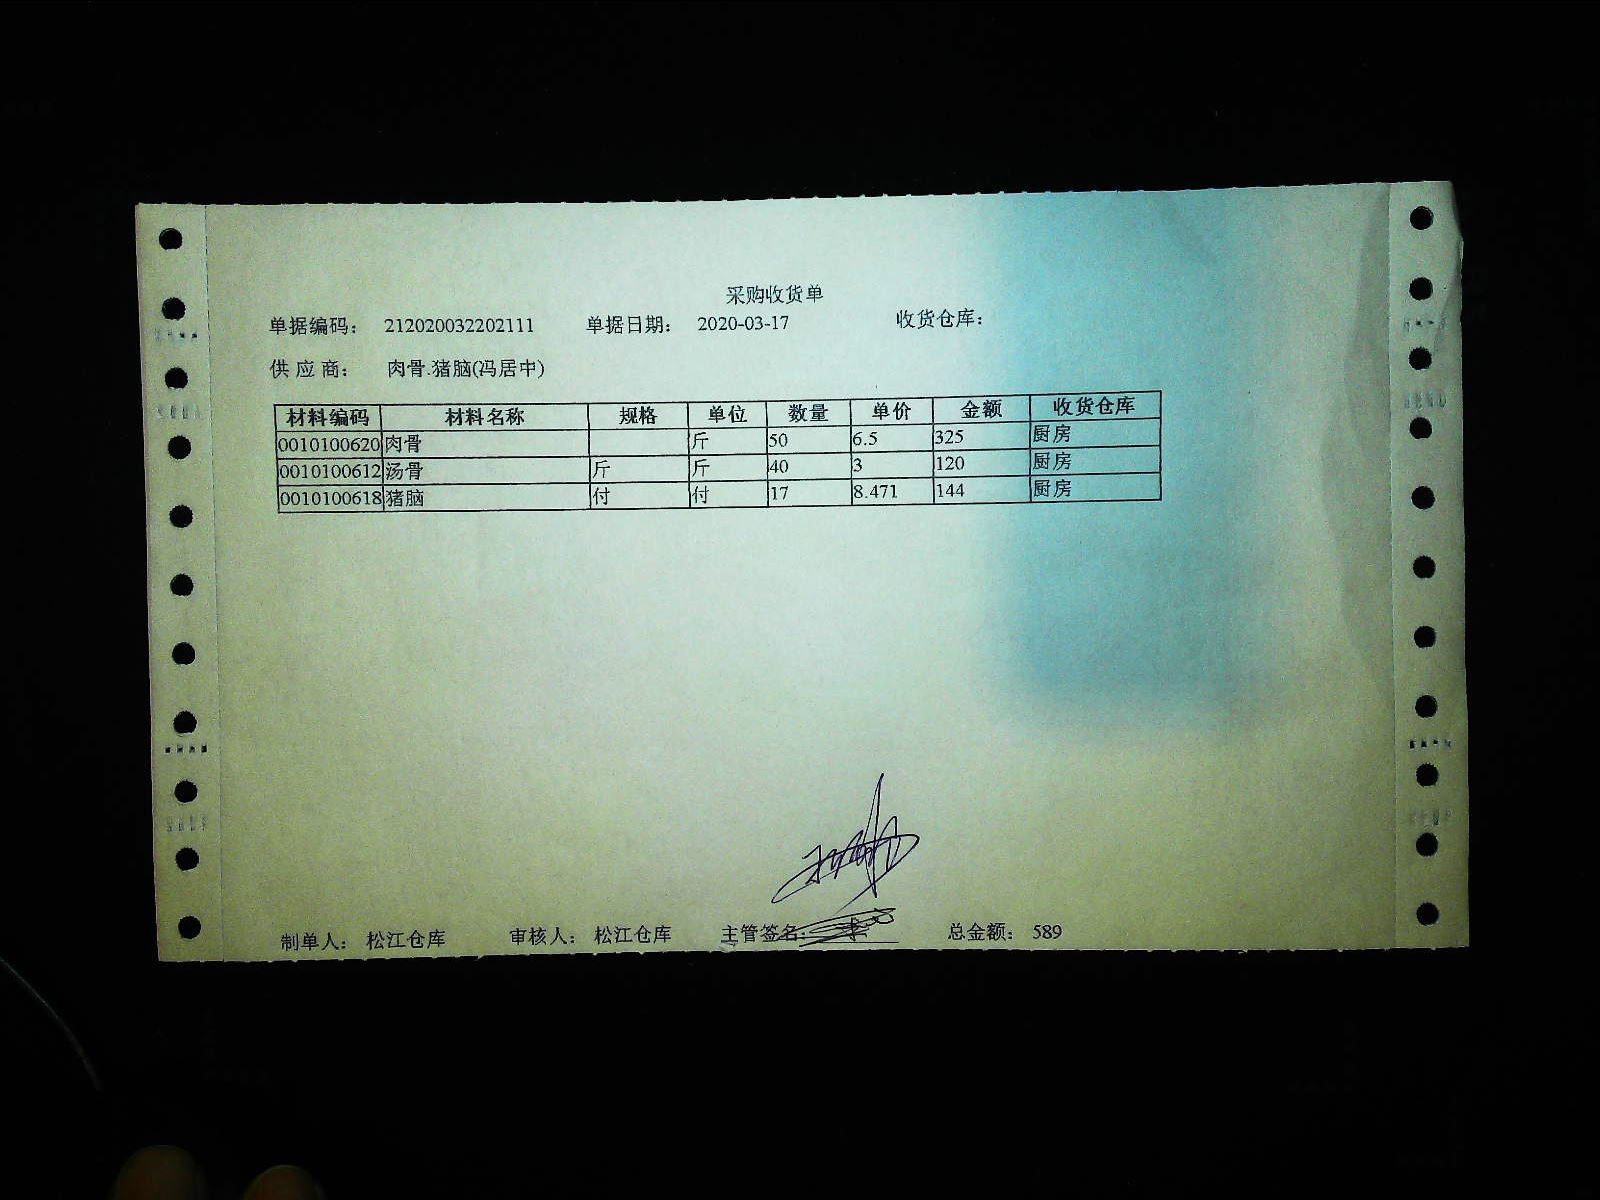 采购收货单
单据编码: 212020032202111 单据日期: 2020-03-17 收货仓库:
供应商: 肉骨.猪脑(冯居中)
材料编码 材料名称 规格 单位 数量 单价 金额 收货仓库
0010100620 肉骨 斤 50 6.5 325 厨房
0010100612 汤骨 斤 斤 40 3 120 厨房
0010100618 猪脑 付 付 17 8.471 144 厨房
制单人: 松江仓库 审核人: 松江仓库 主管签名: 总金额: 589